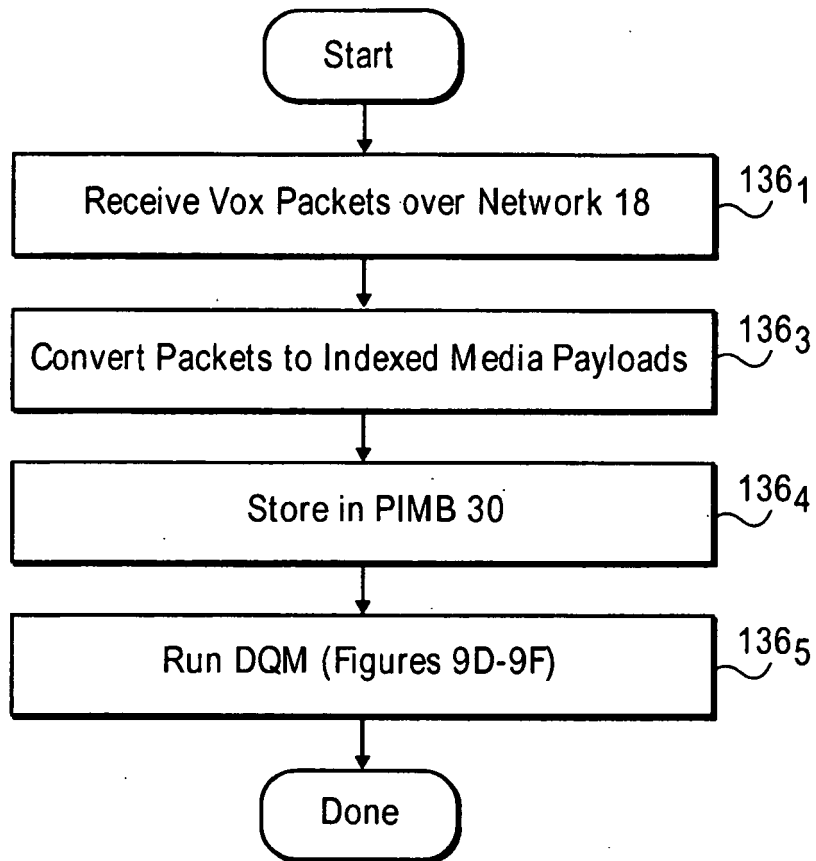 Start
Receive Vox Packets over Network 18
136₁
Convert Packets to Indexed Media Payloads
136₃
Store in PIMB 30
136₄
Run DQM (Figures 9D-9F)
136₅
Done